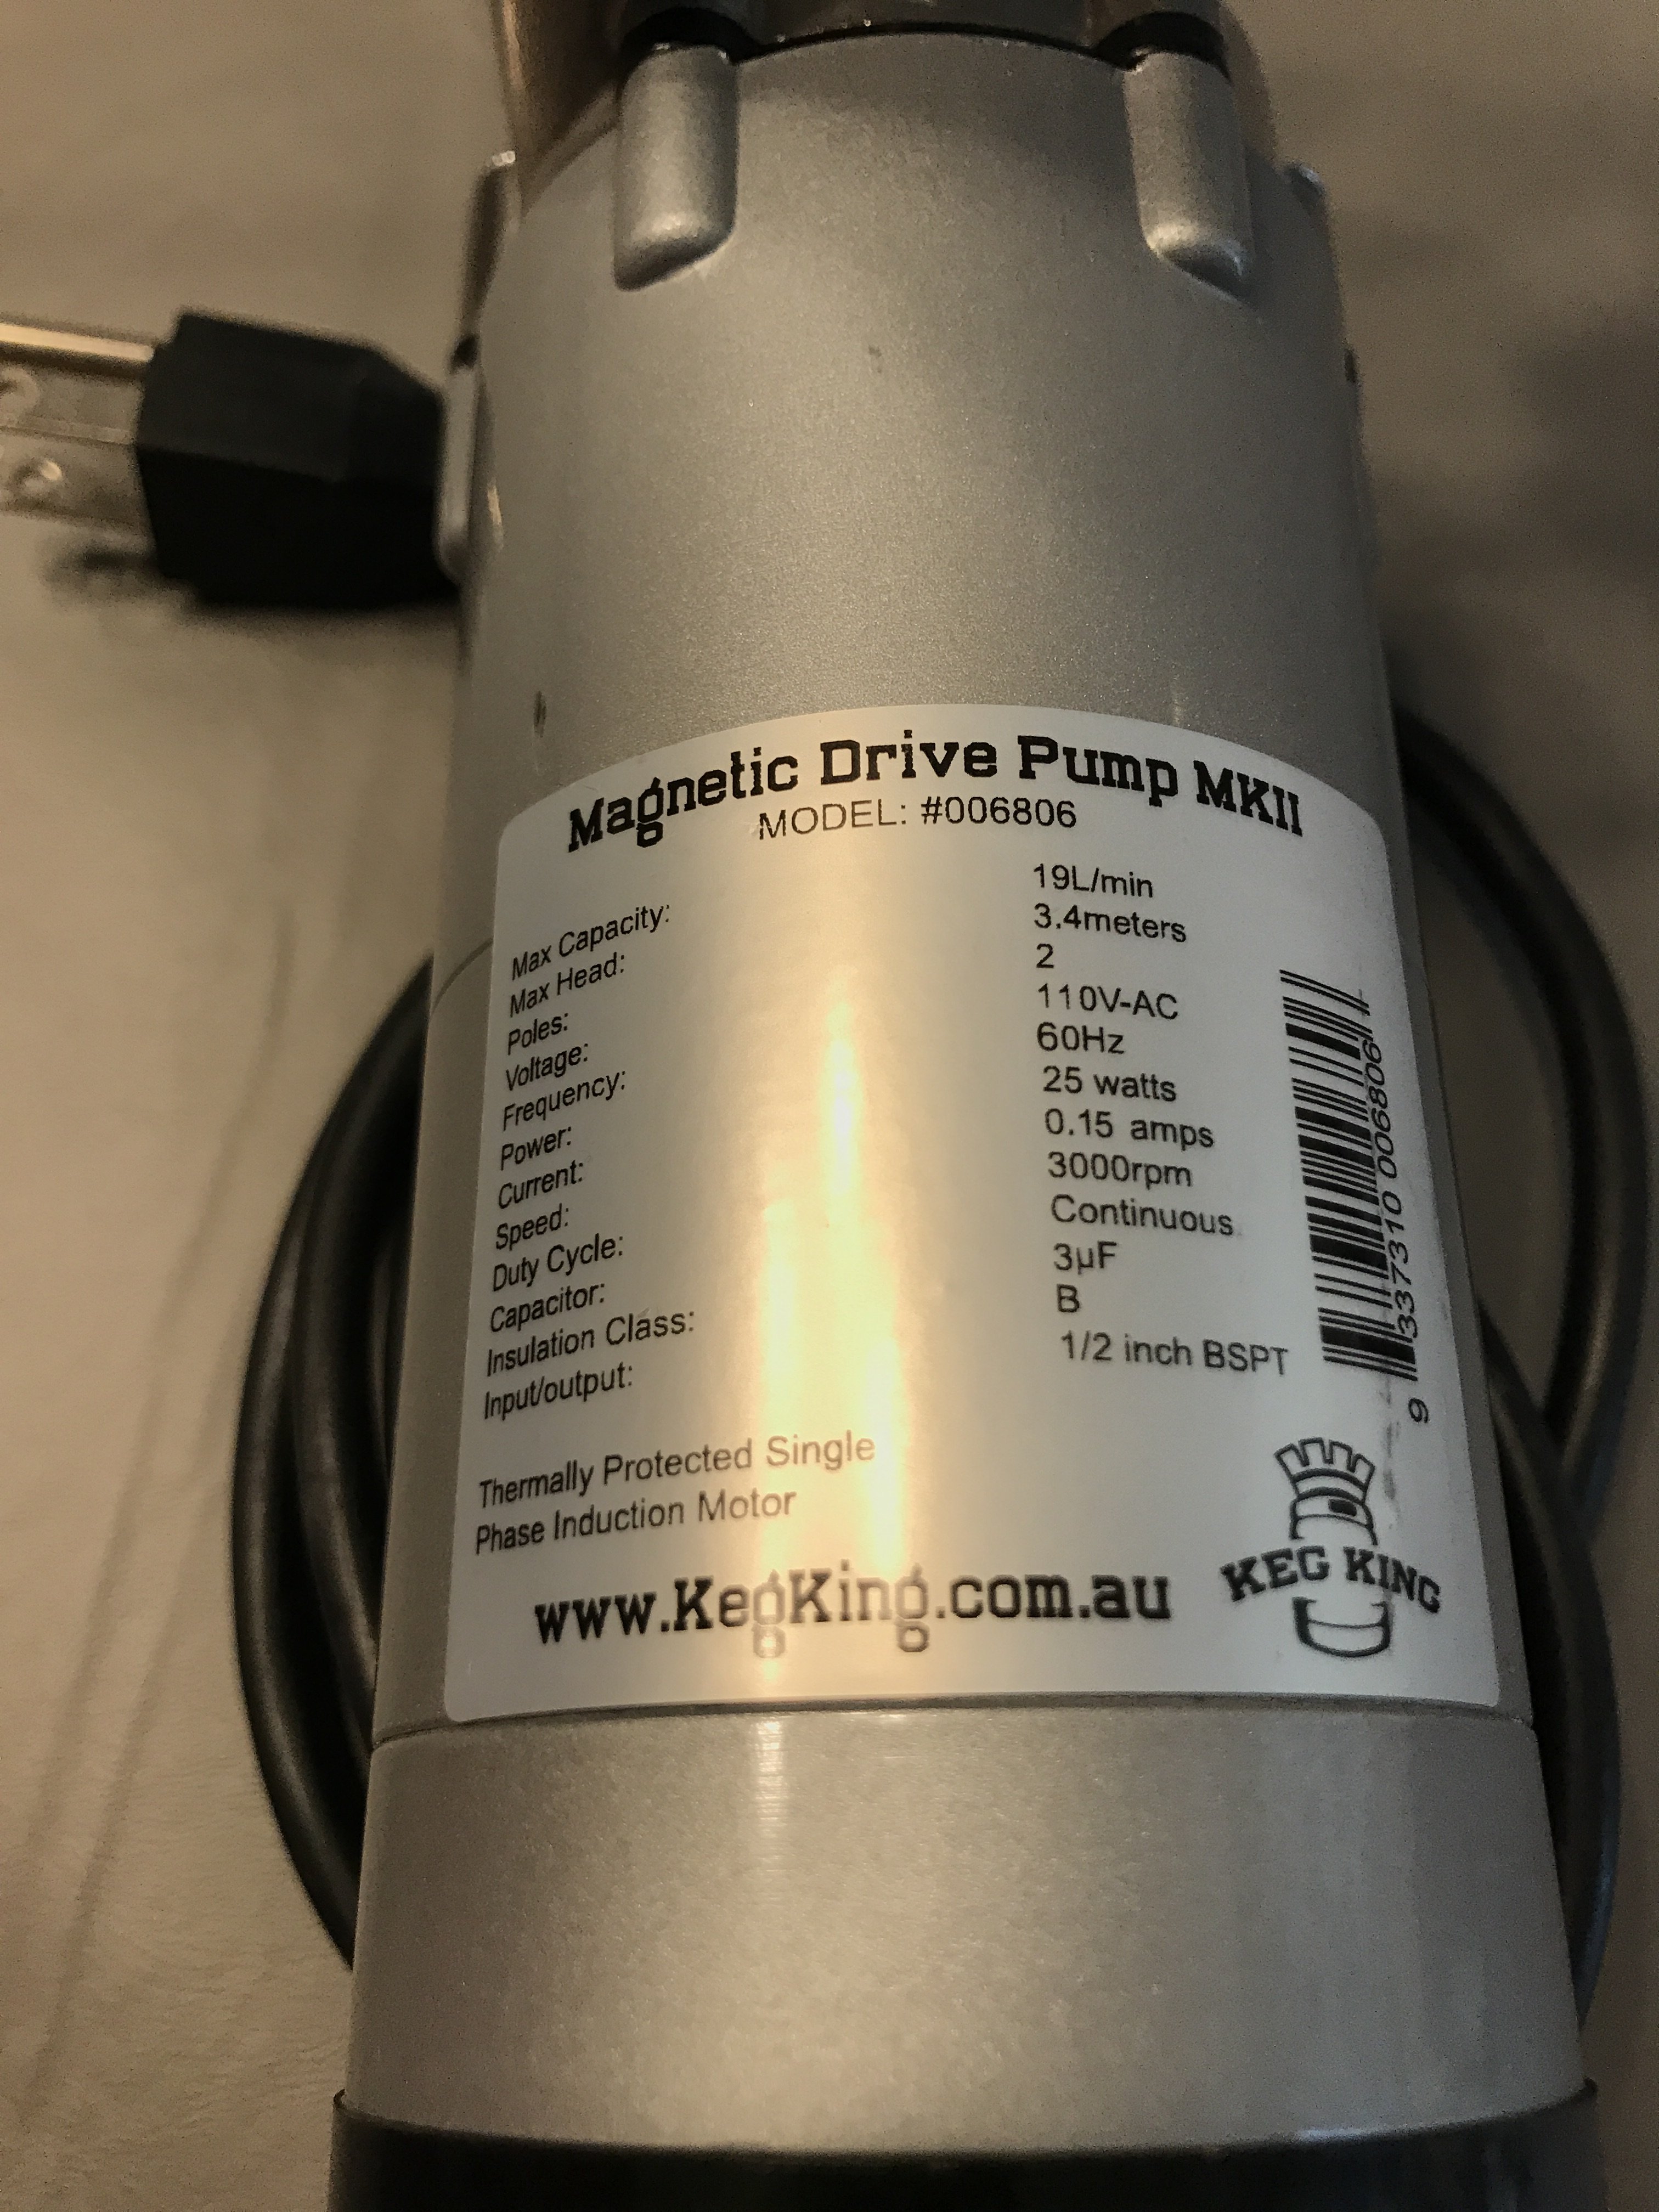 Magnetic Drive Pump MKII
MODEL: #006806
Max Capacity: 19L/min
Max Head: 3.4meters
Poles: 2
Voltage: 110V-AC
Frequency: 60Hz
Power: 25 watts
Current: 0.15 amps
Speed: 3000rpm
Duty Cycle: Continuous
Capacitor: 3µF
Insulation Class: B
Input/output: 1/2 inch BSPT
9 337310 006806
Thermally Protected Single
Phase Induction Motor
www.KegKing.com.au
KEG KING